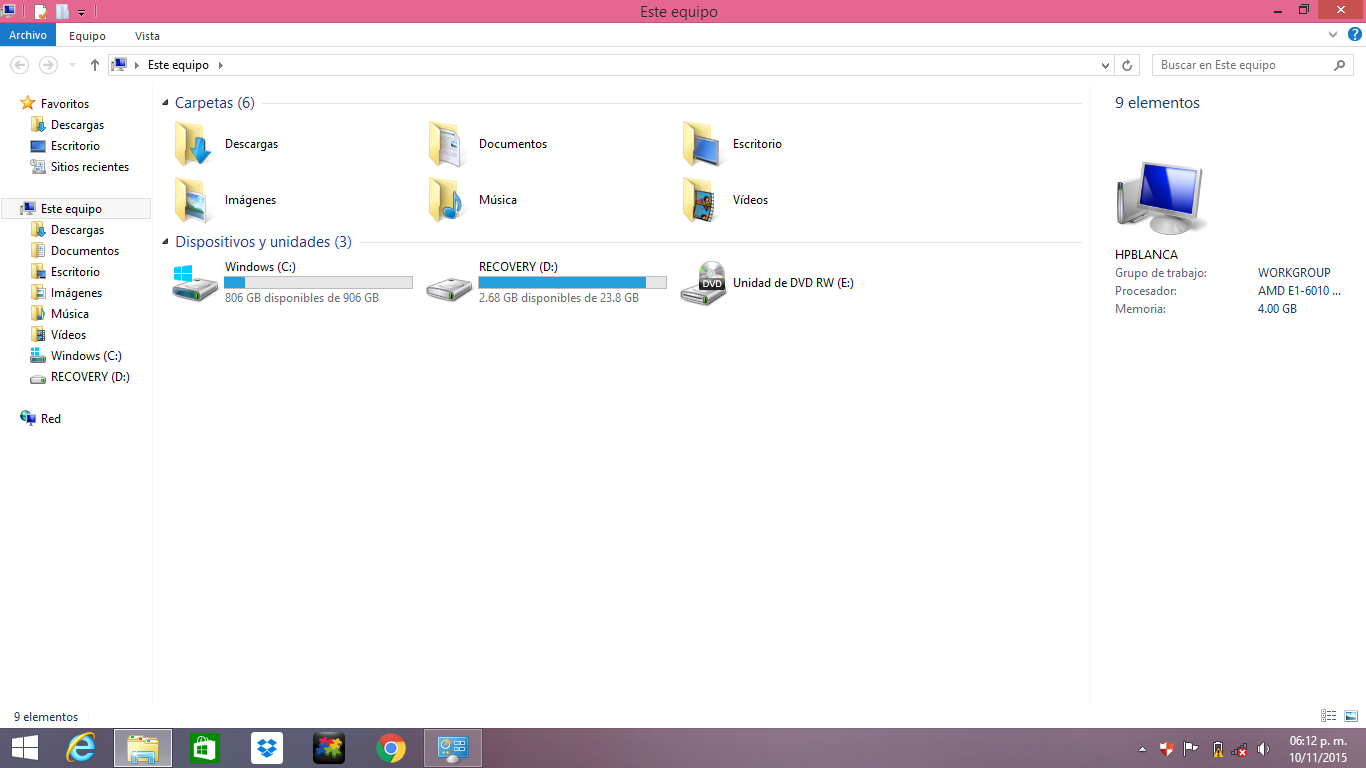 Este equipo
Archivo
Equipo
Vista
Este equipo
Buscar en Este equipo
Favoritos
Descargas
Escritorio
Sitios recientes
Este equipo
Descargas
Documentos
Escritorio
Imágenes
Música
Vídeos
Windows (C:)
RECOVERY (D:)
Red
Carpetas (6)
Descargas
Documentos
Escritorio
Imágenes
Música
Vídeos
Dispositivos y unidades (3)
Windows (C:)
806 GB disponibles de 906 GB
RECOVERY (D:)
2.68 GB disponibles de 23.8 GB
DVD
Unidad de DVD RW (E:)
9 elementos
HPBLANCA
Grupo de trabajo: WORKGROUP
Procesador: AMD E1-6010 ...
Memoria: 4.00 GB
9 elementos
06:12 p. m.
10/11/2015